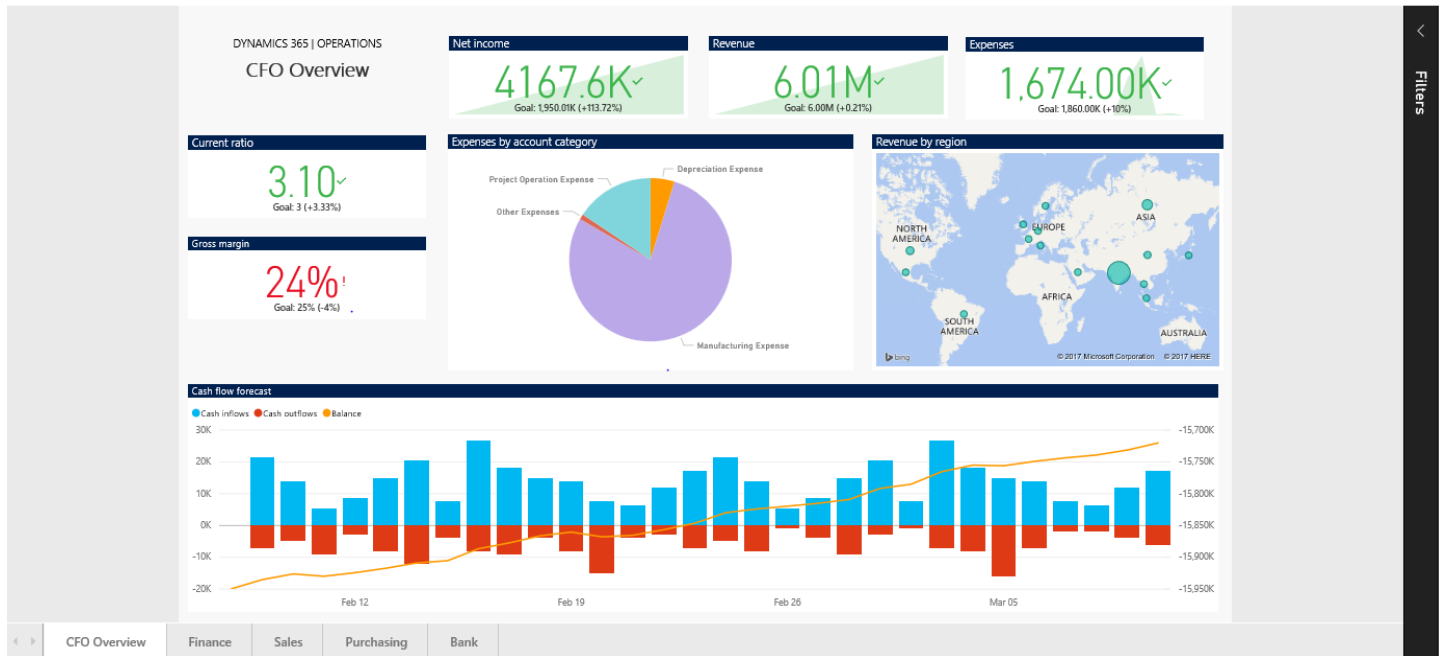 DYNAMICS 365 | OPERATIONS
CFO Overview
Net income
4167.6K
Goal: 1,950.01K (+113.72%)
Revenue
6.01M
Goal: 6.00M (+0.21%)
Expenses
1,674.00K
Goal: 1,860.00K (+10%)
Filters
Current ratio
3.10
Goal: 3 (+3.33%)
Gross margin
24%!
Goal: 25% (-4%)
Expenses by account category
Depreciation Expense
Project Operation Expense
Other Expenses
Manufacturing Expense
Revenue by region
NORTH
AMERICA
EUROPE
ASIA
AFRICA
SOUTH
AMERICA
AUSTRALIA
bing
© 2017 Microsoft Corporation © 2017 HERE
Cash flow forecast
Cash inflows Cash outflows Balance
30K
20K
10K
0K
-10K
-20K
-15,700K
-15,750K
-15,800K
-15,850K
-15,900K
-15,950K
Feb 12 Feb 19 Feb 26 Mar 05
CFO Overview Finance Sales Purchasing Bank